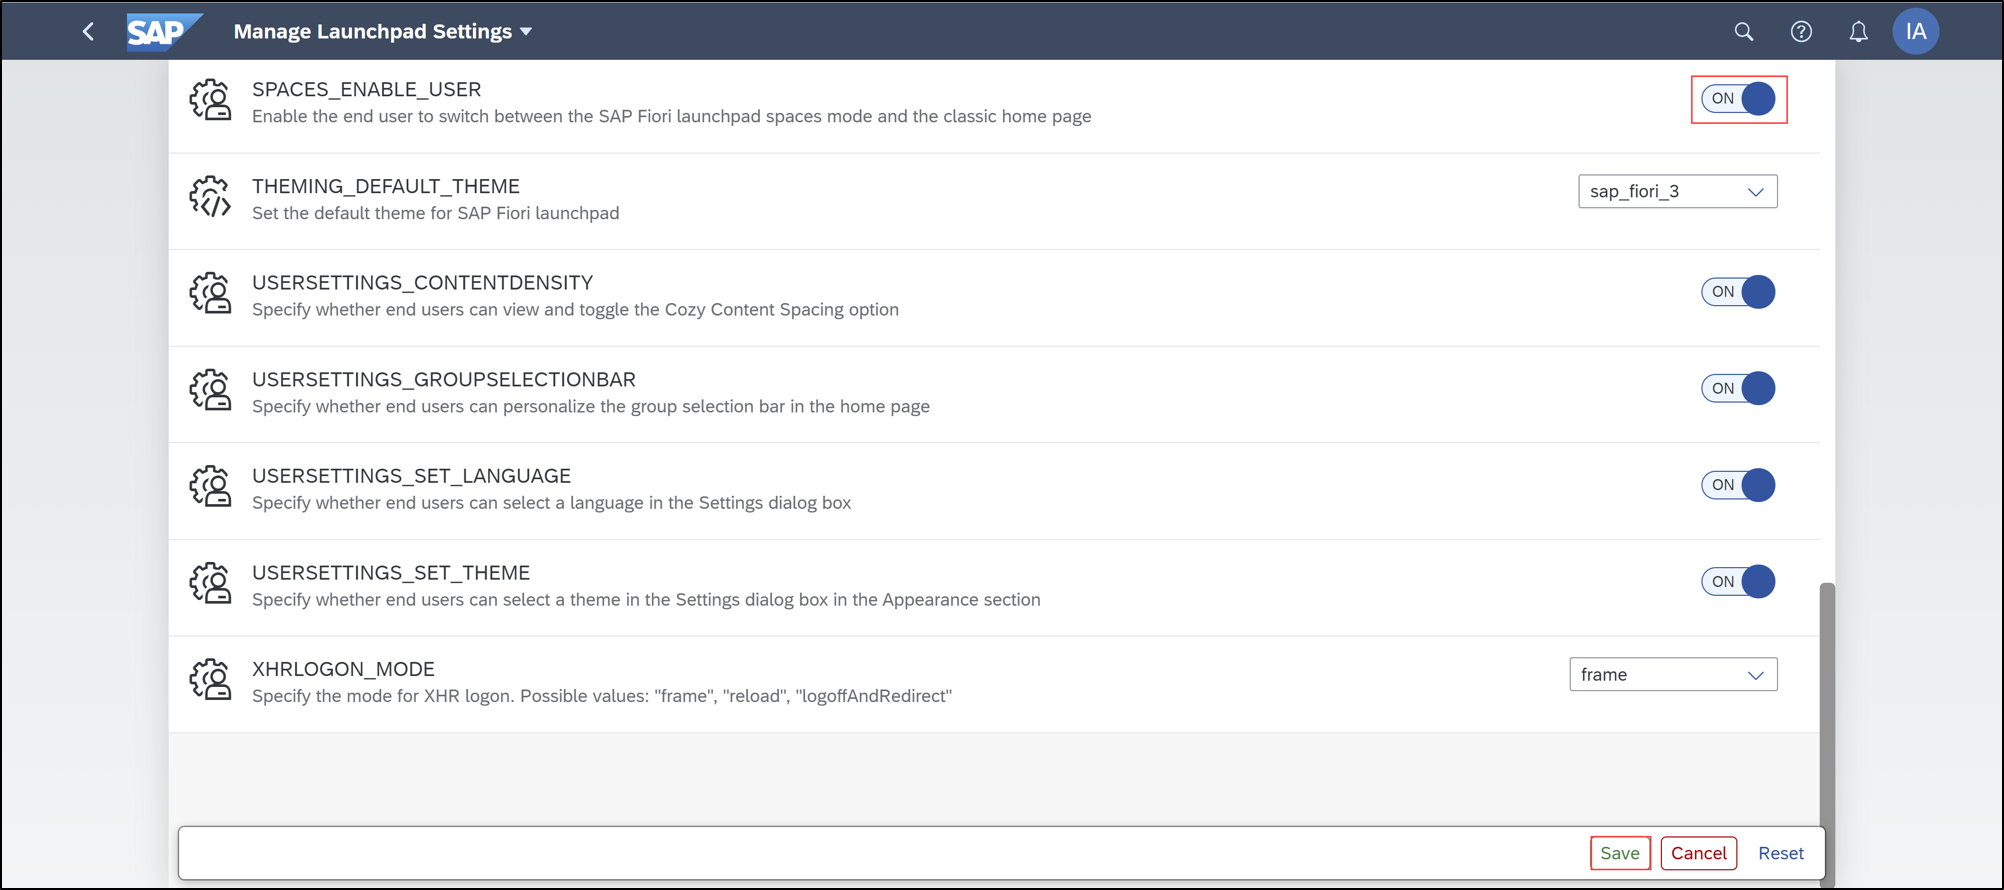 SAP
Manage Launchpad Settings
IA
SPACES_ENABLE_USER
Enable the end user to switch between the SAP Fiori launchpad spaces mode and the classic home page
ON
THEMING_DEFAULT_THEME
Set the default theme for SAP Fiori launchpad
sap_fiori_3
USERSETTINGS_CONTENTDENSITY
Specify whether end users can view and toggle the Cozy Content Spacing option
ON
USERSETTINGS_GROUPSELECTIONBAR
Specify whether end users can personalize the group selection bar in the home page
ON
USERSETTINGS_SET_LANGUAGE
Specify whether end users can select a language in the Settings dialog box
ON
USERSETTINGS_SET_THEME
Specify whether end users can select a theme in the Settings dialog box in the Appearance section
ON
XHRLOGON_MODE
Specify the mode for XHR logon. Possible values: "frame", "reload", "logoffAndRedirect"
frame
Save
Cancel
Reset